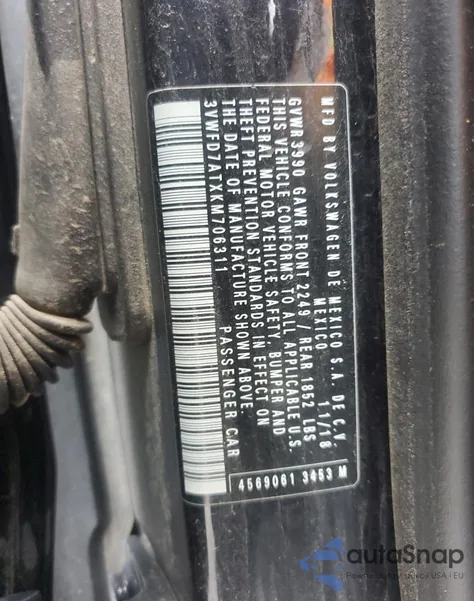 MFD BY VOLKSWAGEN DE MEXICO S.A. DE C.V
MEXICO 11/18
GVWR 3990 GAWR FRONT 2249 / REAR 1852 LBS
THIS VEHICLE CONFORMS TO ALL APPLICABLE U.S.
FEDERAL MOTOR VEHICLE SAFETY, BUMPER AND
THEFT PREVENTION STANDARDS IN EFFECT ON
THE DATE OF MANUFACTURE SHOWN ABOVE.
3VWFD7ATXKM706311 PASSENGER CAR
4569061 3453 M
autoSnap
USA | EU